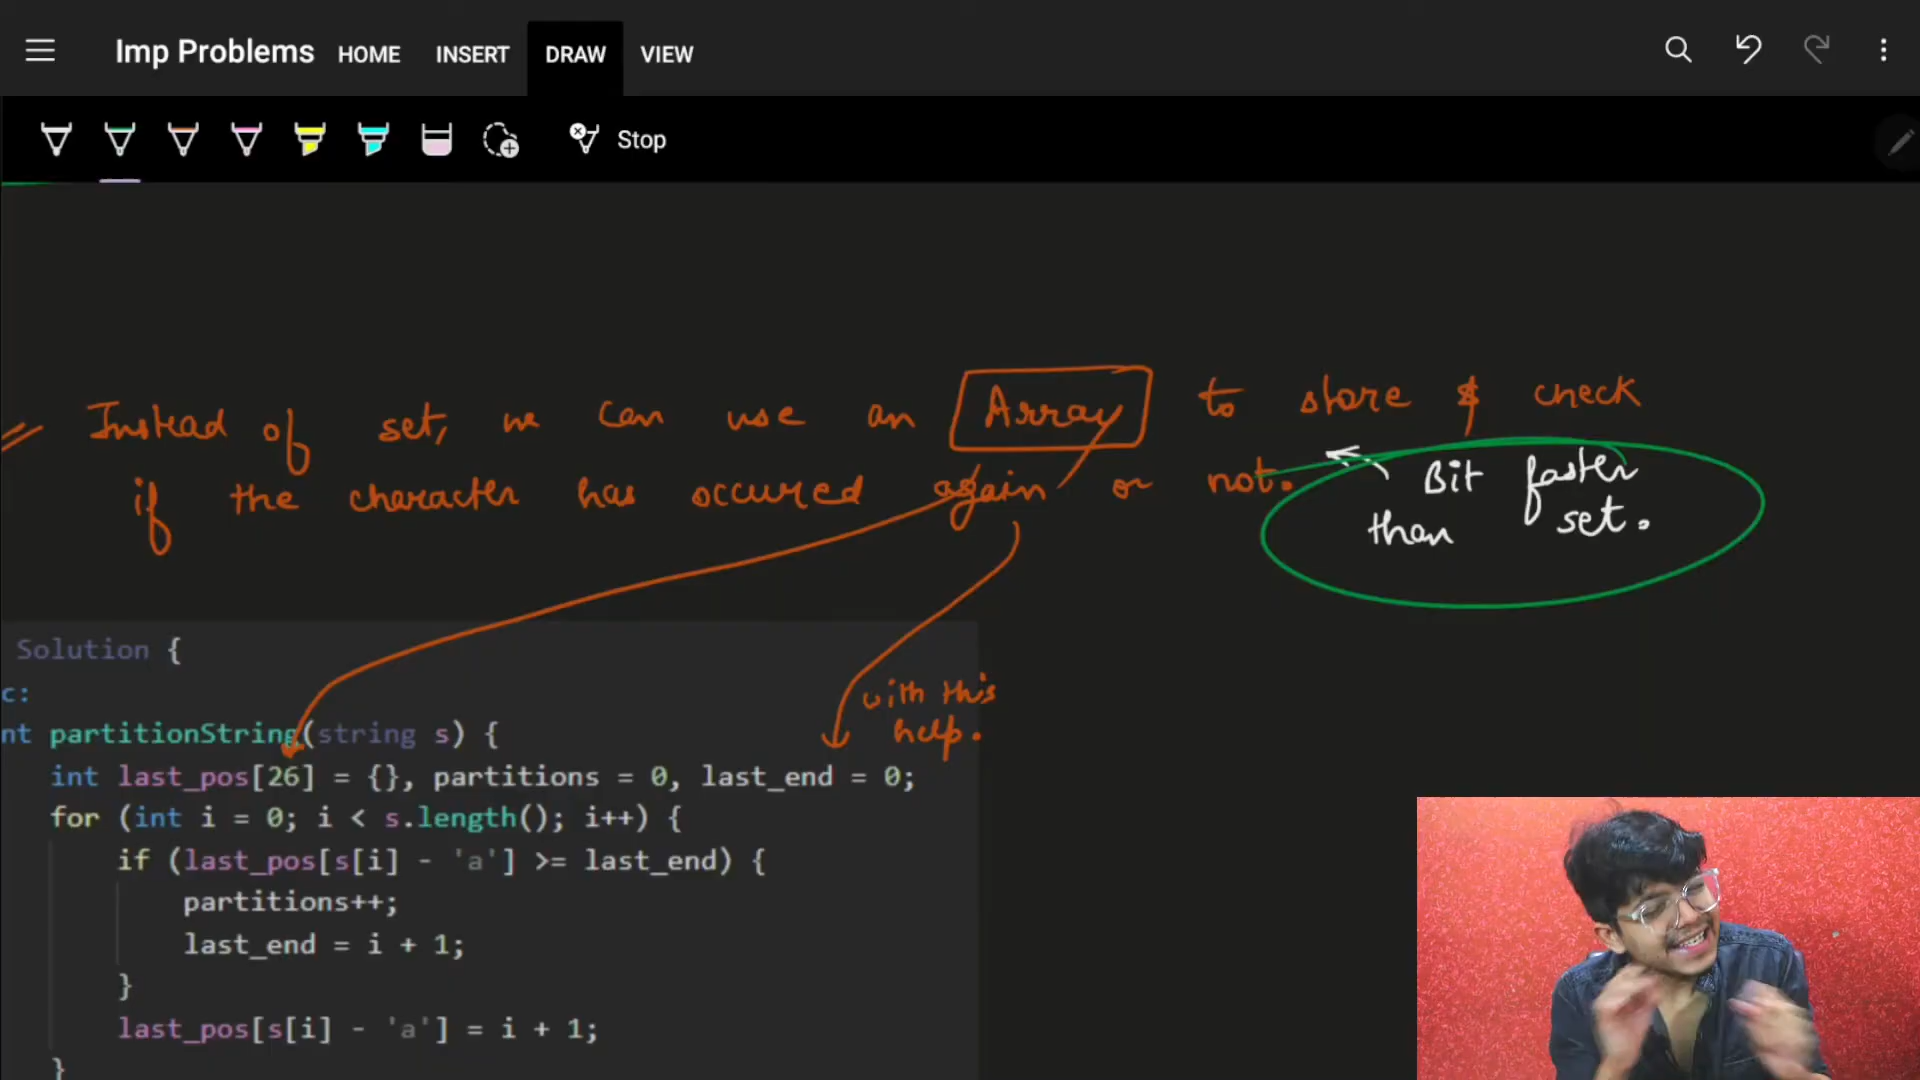 Imp Problems HOME INSERT DRAW VIEW
Stop
Instead of set, we can use an Array to store & check
if the character has occured again or not.
Bit faster
than set.
with this
help.
Solution {
c:
nt partitionString(string s) {
int last_pos[26] = {}, partitions = 0, last_end = 0;
for (int i = 0; i < s.length(); i++) {
if (last_pos[s[i] - 'a'] >= last_end) {
partitions++;
last_end = i + 1;
}
last_pos[s[i] - 'a'] = i + 1;
}